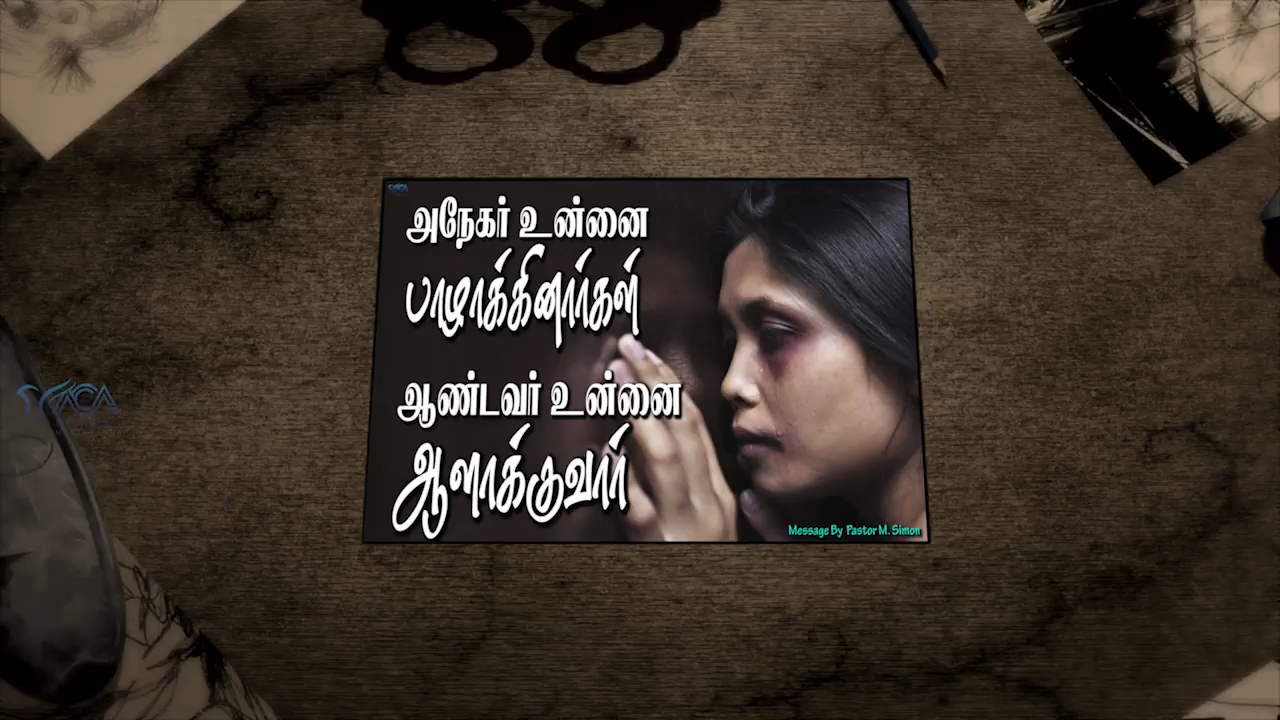 அநேகர் உன்னை
பாழாக்கினார்கள்
ஆண்டவர் உன்னை
ஆளாக்குவார்
Message By Pastor M. Simon